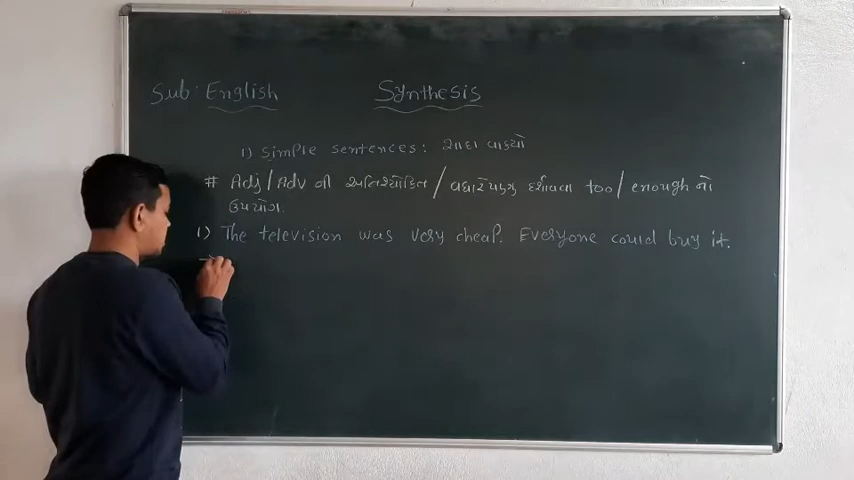 Sub: English
Synthesis
1) Simple sentences: સાદા વાક્યો
# Adj/Adv ની અતિશ્યોક્તિ / વધારે પડતું દર્શાવવા too/ enough નો
ઉપયોગ.
1) The television was very cheap. Everyone could buy it.